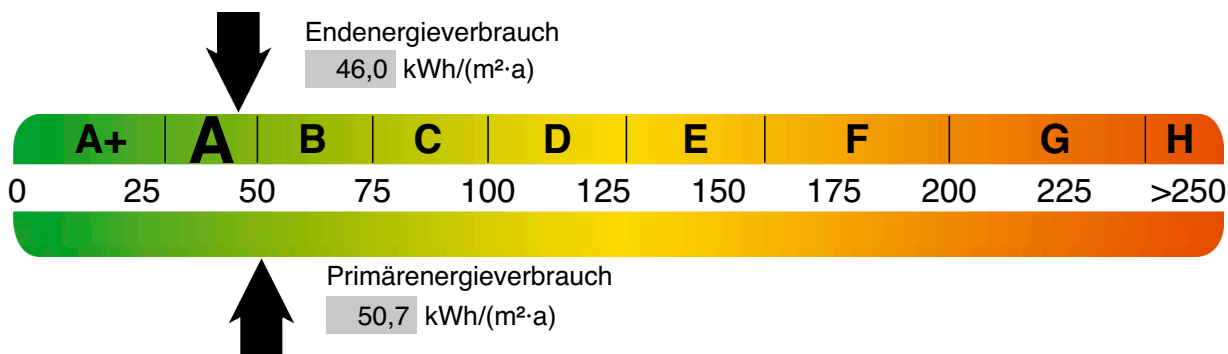 Endenergieverbrauch
46,0 kWh/(m²·a)
A+ A B C D E F G H
0 25 50 75 100 125 150 175 200 225 >250
Primärenergieverbrauch
50,7 kWh/(m²·a)